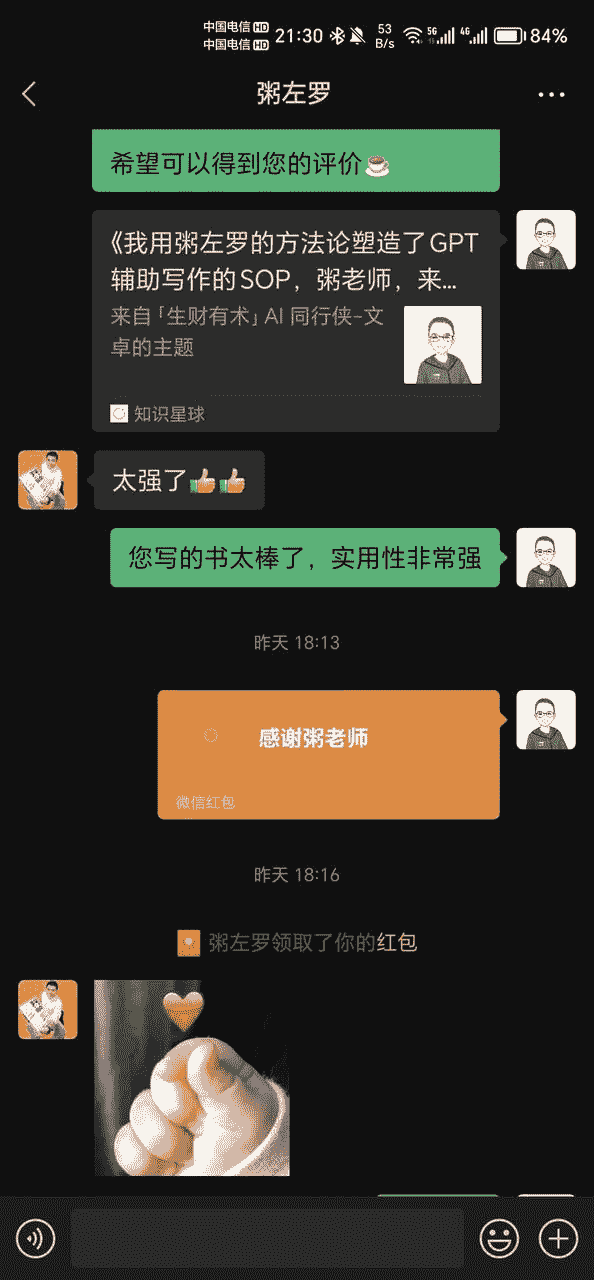 中国电信 HD
中国电信 HD
21:30
53
B/s
5G
4G
84%
粥左罗
希望可以得到您的评价
《我用粥左罗的方法论塑造了GPT
辅助写作的SOP，粥老师，来...
来自「生财有术」AI 同行侠-文
卓的主题
知识星球
太强了
您写的书太棒了，实用性非常强
昨天 18:13
感谢粥老师
微信红包
昨天 18:16
粥左罗领取了你的红包